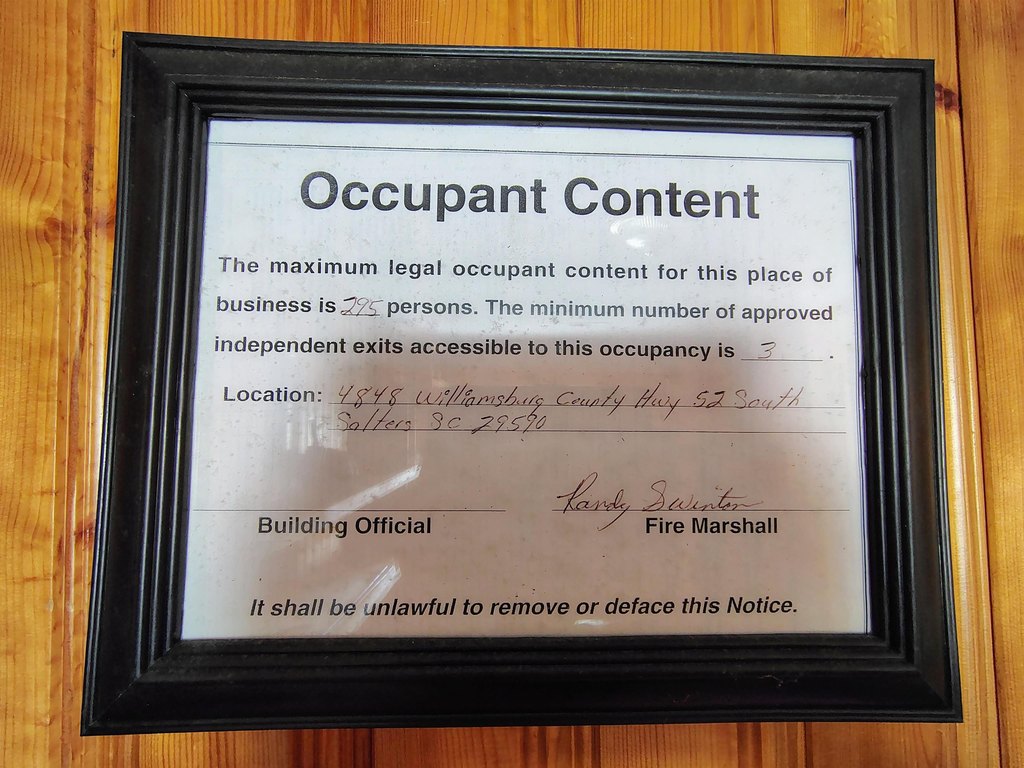 Occupant Content
The maximum legal occupant content for this place of
business is 295 persons. The minimum number of approved
independent exits accessible to this occupancy is 3 .
Location: 4848 Williamsburg County Hwy 52 South
Salters SC 29590
Randy Swinton
Building Official Fire Marshall
It shall be unlawful to remove or deface this Notice.